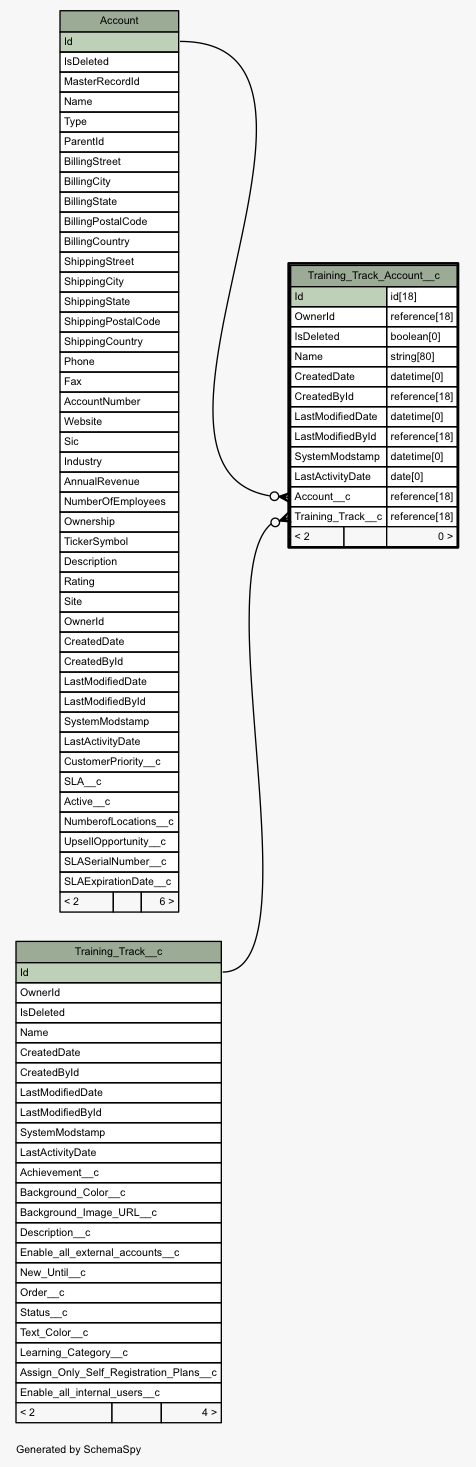 Account
Id
IsDeleted
MasterRecordId
Name
Type
ParentId
BillingStreet
BillingCity
BillingState
BillingPostalCode
BillingCountry
ShippingStreet
ShippingCity
ShippingState
ShippingPostalCode
ShippingCountry
Phone
Fax
AccountNumber
Website
Sic
Industry
AnnualRevenue
NumberOfEmployees
Ownership
TickerSymbol
Description
Rating
Site
OwnerId
CreatedDate
CreatedById
LastModifiedDate
LastModifiedById
SystemModstamp
LastActivityDate
CustomerPriority__c
SLA__c
Active__c
NumberofLocations__c
UpsellOpportunity__c
SLASerialNumber__c
SLAExpirationDate__c
< 2 6 >
Training_Track_Account__c
Id id[18]
OwnerId reference[18]
IsDeleted boolean[0]
Name string[80]
CreatedDate datetime[0]
CreatedById reference[18]
LastModifiedDate datetime[0]
LastModifiedById reference[18]
SystemModstamp datetime[0]
LastActivityDate date[0]
Account__c reference[18]
Training_Track__c reference[18]
< 2 0 >
Training_Track__c
Id
OwnerId
IsDeleted
Name
CreatedDate
CreatedById
LastModifiedDate
LastModifiedById
SystemModstamp
LastActivityDate
Achievement__c
Background_Color__c
Background_Image_URL__c
Description__c
Enable_all_external_accounts__c
New_Until__c
Order__c
Status__c
Text_Color__c
Learning_Category__c
Assign_Only_Self_Registration_Plans__c
Enable_all_internal_users__c
< 2 4 >
Generated by SchemaSpy